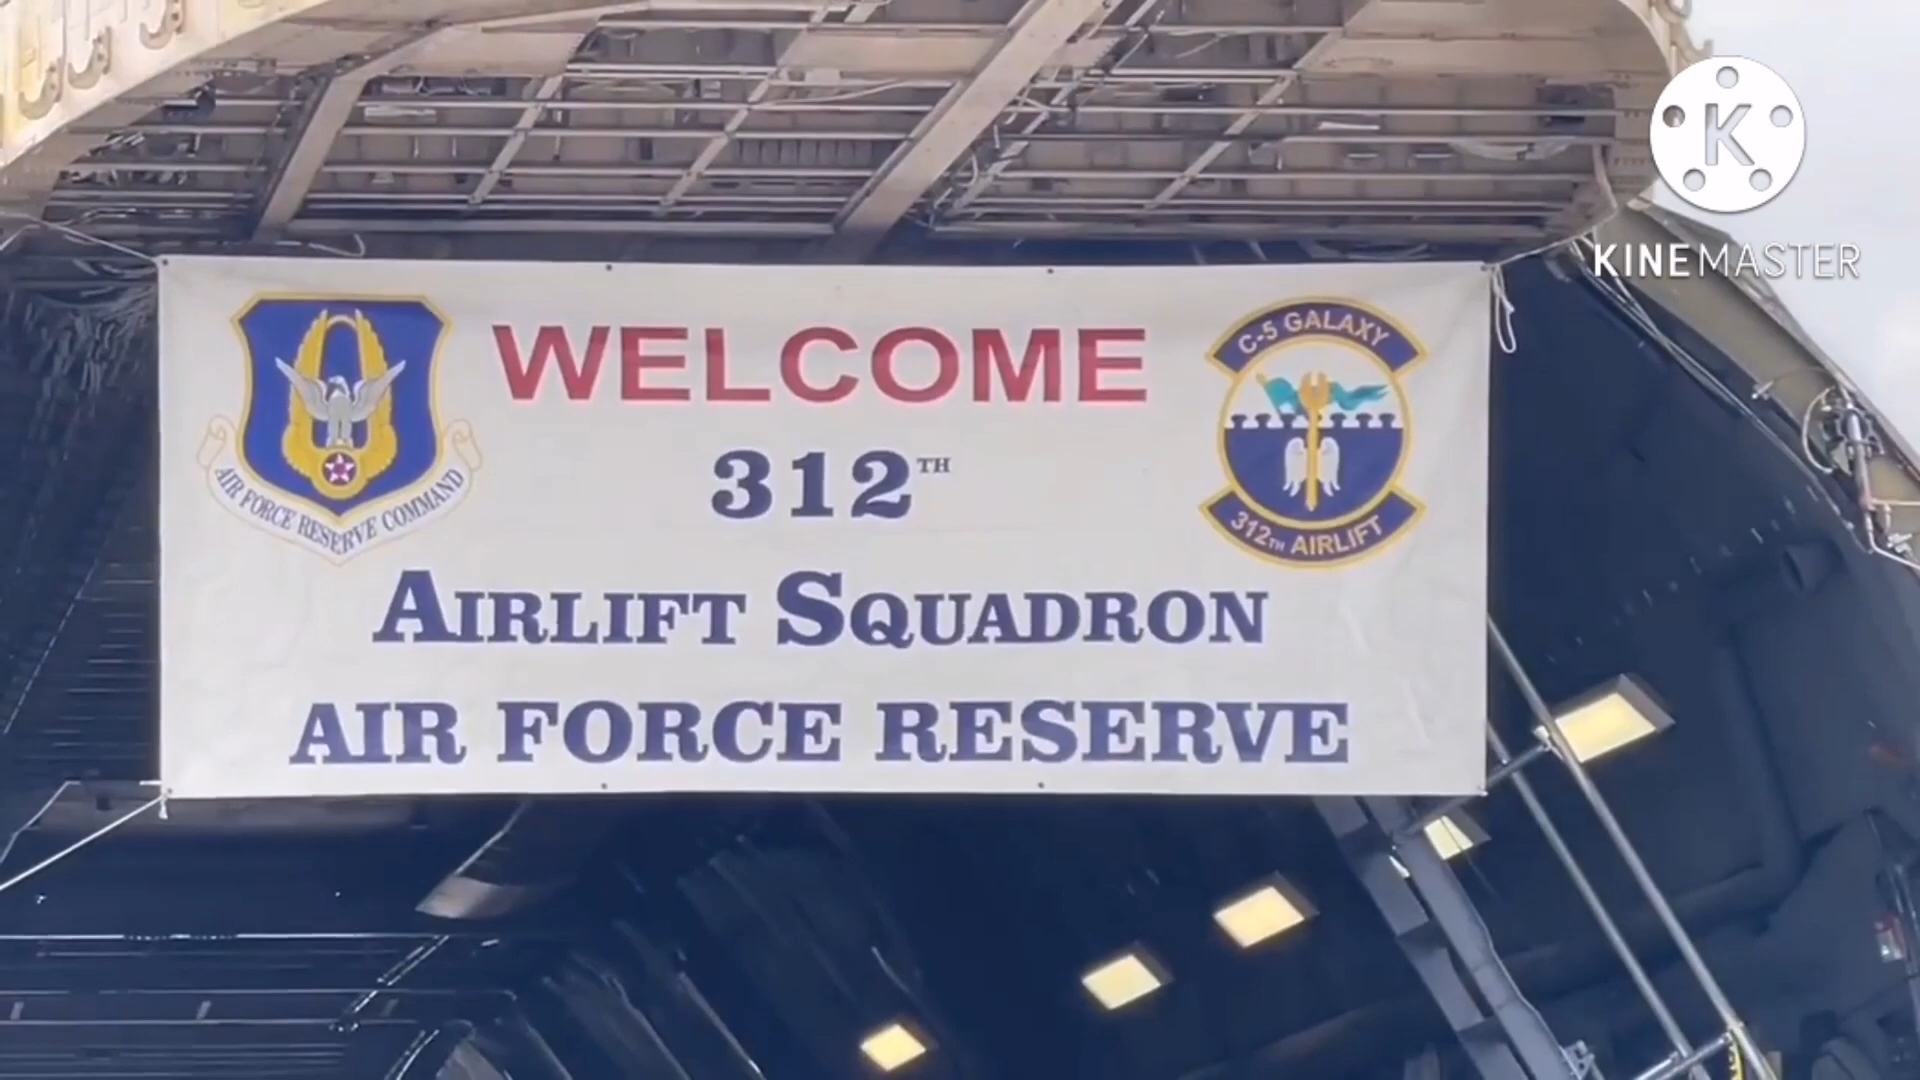 K
KINEMASTER
C-5 GALAXY
WELCOME
312TH
AIR FORCE RESERVE COMMAND
312TH AIRLIFT
AIRLIFT SQUADRON
AIR FORCE RESERVE